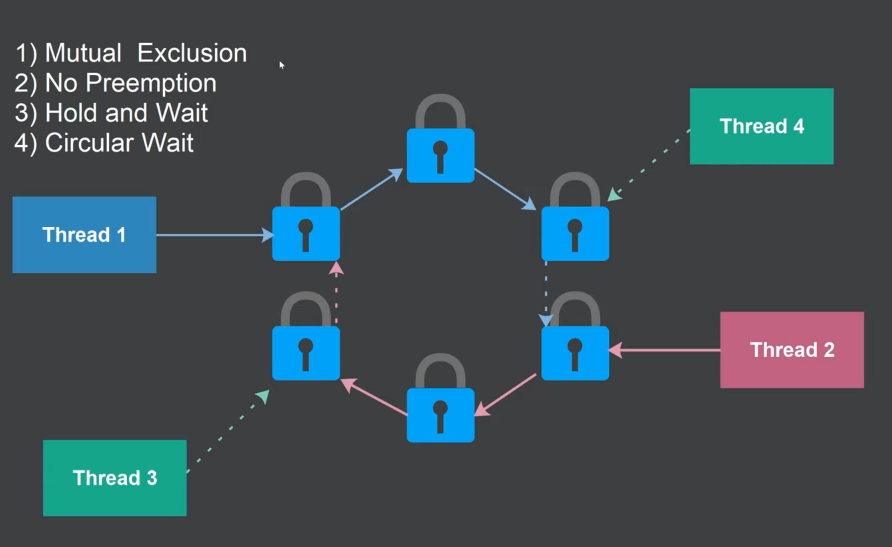 1) Mutual Exclusion
2) No Preemption
3) Hold and Wait
4) Circular Wait
Thread 4
Thread 1
Thread 2
Thread 3